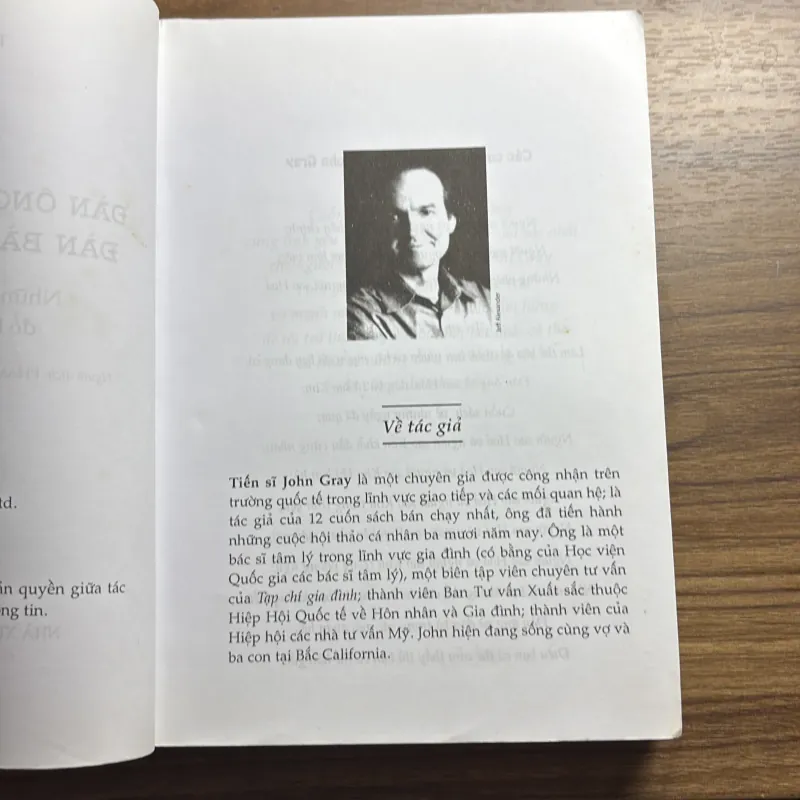 td.
ản quyền giữa tác
ng tin.
Jeff Alexander
Về tác giả
Tiến sĩ John Gray là một chuyên gia được công nhận trên
trường quốc tế trong lĩnh vực giao tiếp và các mối quan hệ; là
tác giả của 12 cuốn sách bán chạy nhất, ông đã tiến hành
những cuộc hội thảo cá nhân ba mươi năm nay. Ông là một
bác sĩ tâm lý trong lĩnh vực gia đình (có bằng của Học viện
Quốc gia các bác sĩ tâm lý), một biên tập viên chuyên tư vấn
của Tạp chí gia đình; thành viên Ban Tư vấn Xuất sắc thuộc
Hiệp Hội Quốc tế về Hôn nhân và Gia đình; thành viên của
Hiệp hội các nhà tư vấn Mỹ. John hiện đang sống cùng vợ và
ba con tại Bắc California.